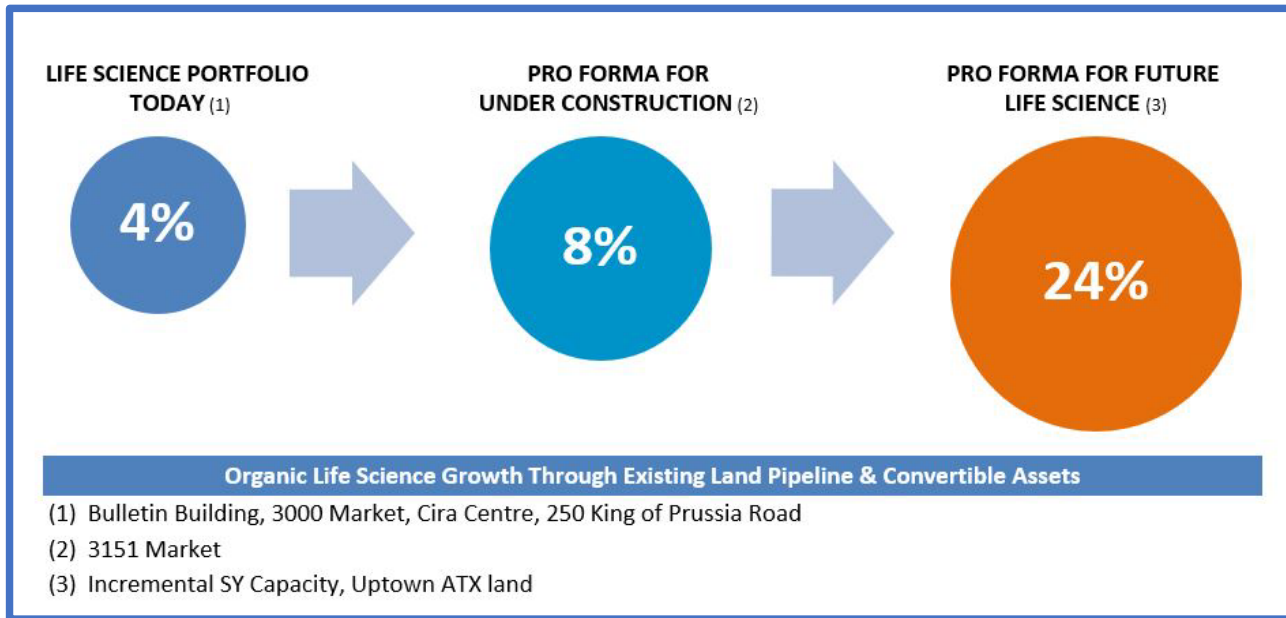 LIFE SCIENCE PORTFOLIO
TODAY (1)
PRO FORMA FOR
UNDER CONSTRUCTION (2)
PRO FORMA FOR FUTURE
LIFE SCIENCE (3)
4%
8%
24%
Organic Life Science Growth Through Existing Land Pipeline & Convertible Assets
(1) Bulletin Building, 3000 Market, Cira Centre, 250 King of Prussia Road
(2) 3151 Market
(3) Incremental SY Capacity, Uptown ATX land